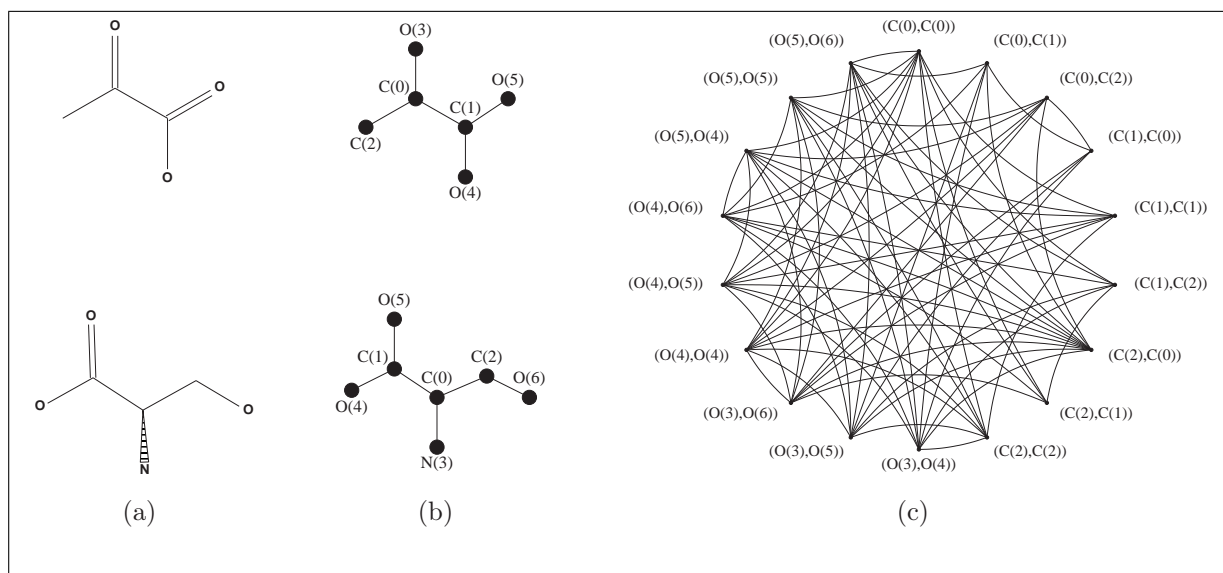 O
O
O
O
O
O
N
(a)
O(3)
C(0)
O(5)
C(1)
C(2)
O(4)
O(5)
C(1)
C(2)
C(0)
O(6)
O(4)
N(3)
(b)
(C(0),C(0))
(C(0),C(1))
(C(0),C(2))
(C(1),C(0))
(C(1),C(1))
(C(1),C(2))
(C(2),C(0))
(C(2),C(1))
(C(2),C(2))
(O(3),O(4))
(O(3),O(5))
(O(3),O(6))
(O(4),O(4))
(O(4),O(5))
(O(4),O(6))
(O(5),O(4))
(O(5),O(5))
(O(5),O(6))
(c)